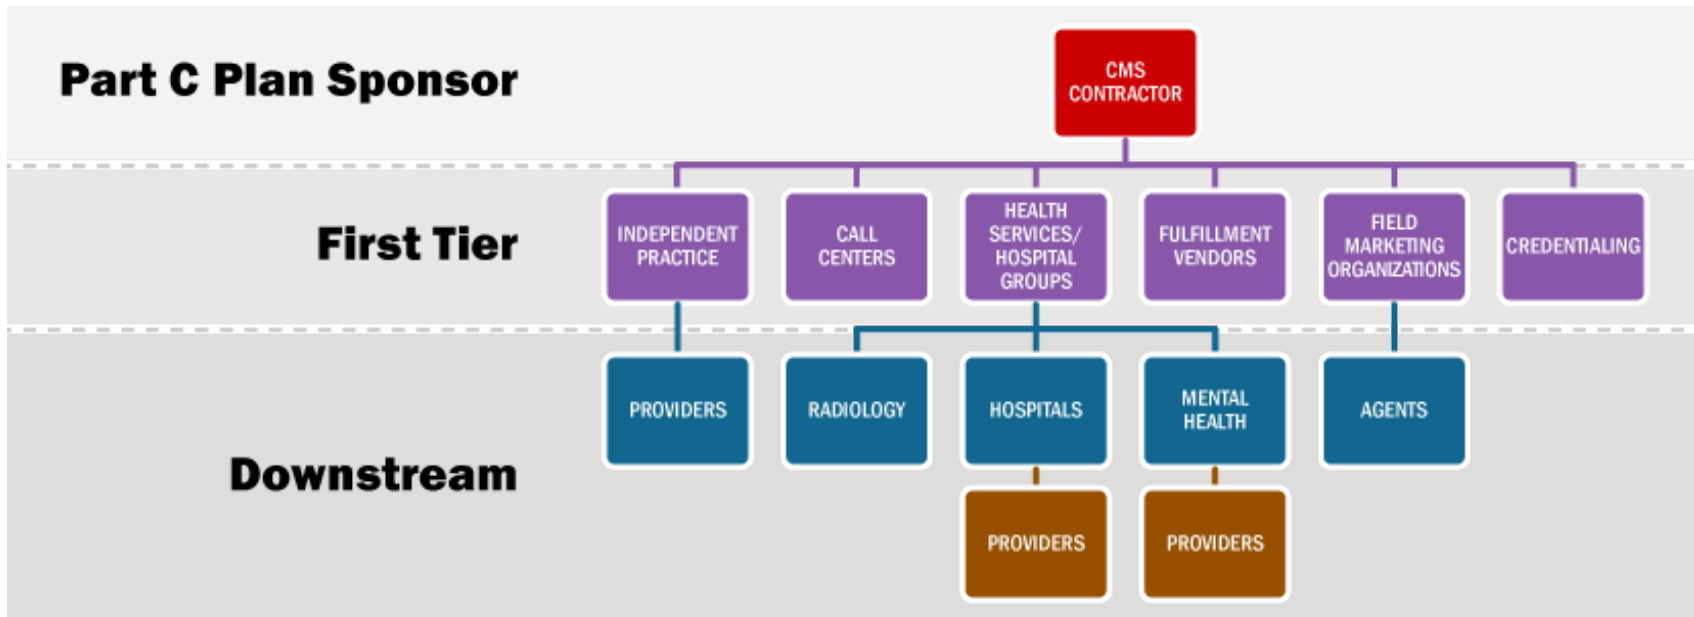 Part C Plan Sponsor
CMS
CONTRACTOR
First Tier
INDEPENDENT
PRACTICE
CALL
CENTERS
HEALTH
SERVICES/
HOSPITAL
GROUPS
FULFILLMENT
VENDORS
FIELD
MARKETING
ORGANIZATIONS
CREDENTIALING
Downstream
PROVIDERS
RADIOLOGY
HOSPITALS
MENTAL
HEALTH
AGENTS
PROVIDERS
PROVIDERS